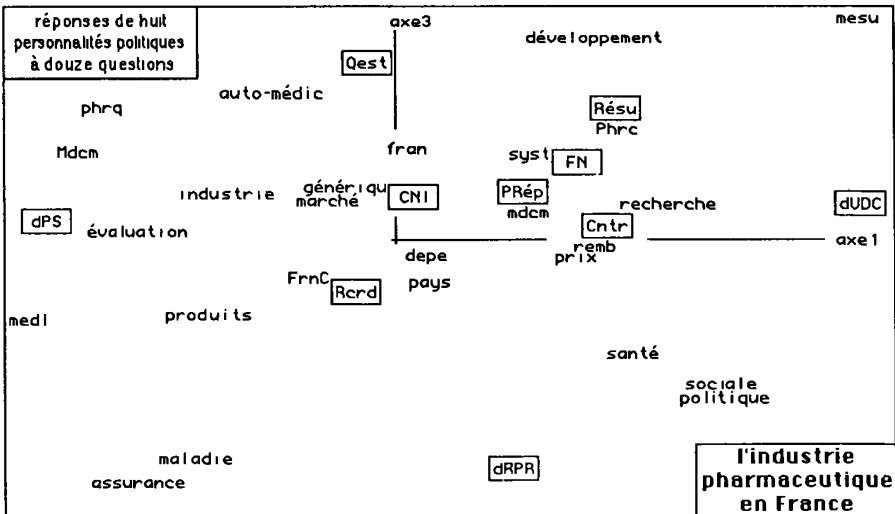 réponses de huit
personnalités politiques
à douze questions
axe3
mesu
développement
Qest
auto-médic
phrq
Résu
Phrc
Mdcm
fran
syst
FN
industrie
génériqu
marché
CNI
PRép
mdcm
recherche
dUDC
dPS
évaluation
Cntr
remb
prix
axe1
depe
pays
FrnC
Rcrd
medl
produits
santé
sociale
politique
maladie
assurance
dRPR
l'industrie
pharmaceutique
en France